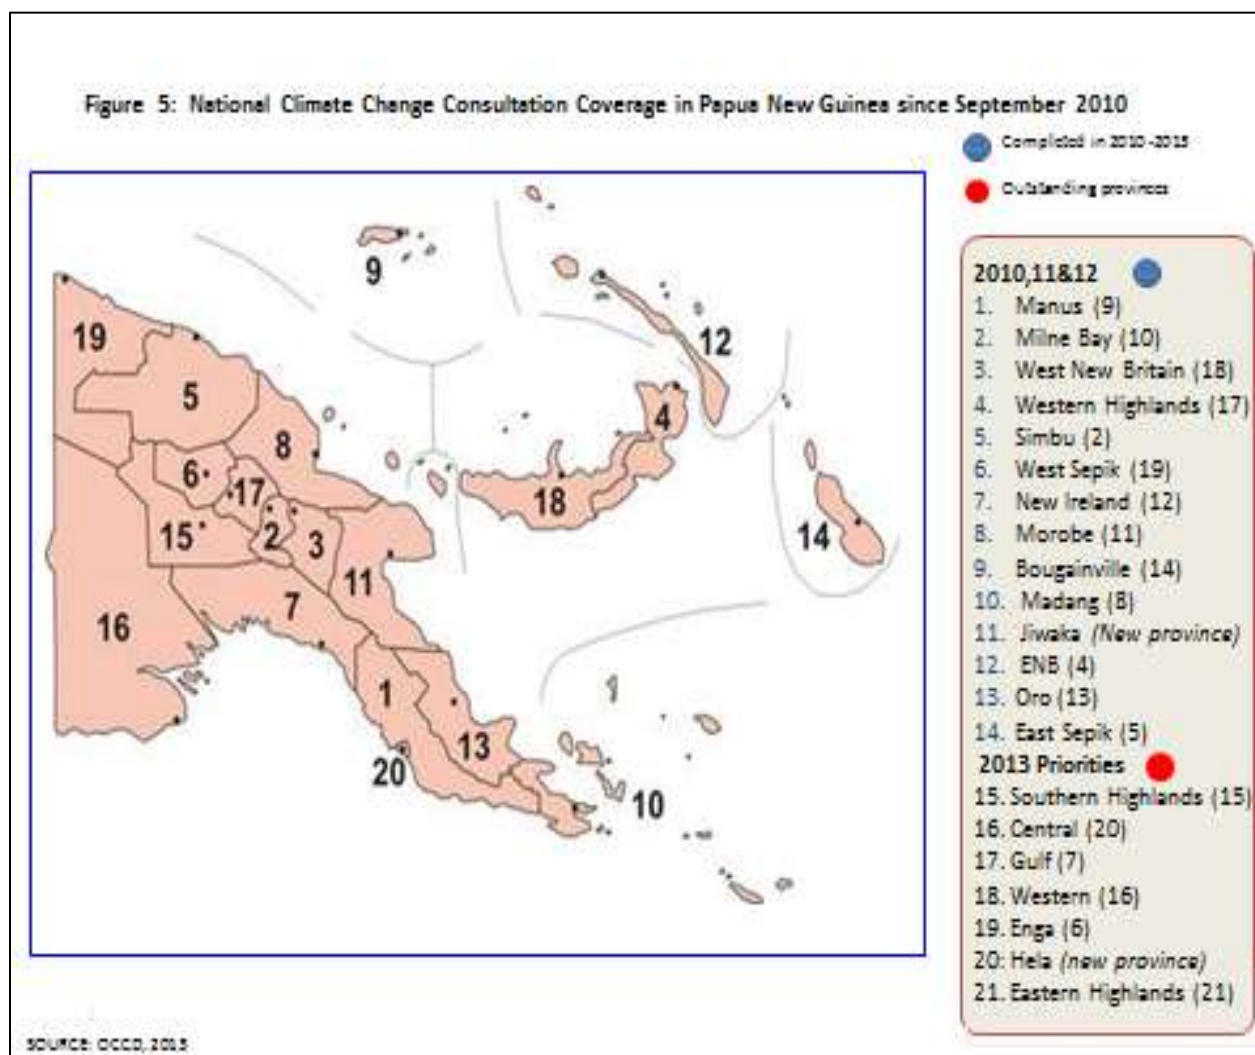 Figure 5: National Climate Change Consultation Coverage in Papua New Guinea since September 2010
Completed in 2010-2013
Outstanding provinces
2010,11&12
1. Manus (9)
2. Milne Bay (10)
3. West New Britain (18)
4. Western Highlands (17)
5. Simbu (2)
6. West Sepik (19)
7. New Ireland (12)
8. Morobe (11)
9. Bougainville (14)
10. Madang (8)
11. Jiwaka (New province)
12. ENB (4)
13. Oro (13)
14. East Sepik (5)
2013 Priorities
15. Southern Highlands (15)
16. Central (20)
17. Gulf (7)
18. Western (16)
19. Enga (6)
20: Hela (new province)
21. Eastern Highlands (21)
9
19
12
5
4
8
6
17
18
15
2
3
14
11
7
16
1
13
20
10
SOURCE: OCCD, 2013